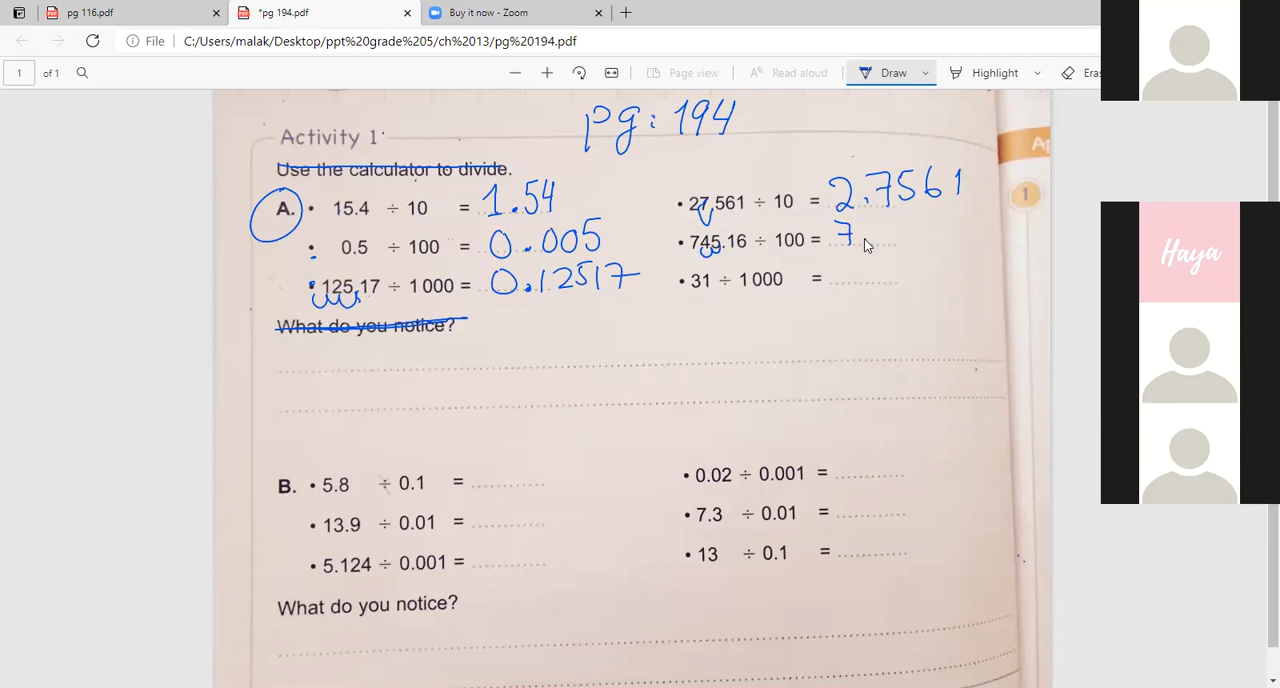 pg 116.pdf
*pg 194.pdf
Buy it now - Zoom
File
C:/Users/malak/Desktop/ppt%20grade%205/ch%2013/pg%20194.pdf
1 of 1
Page view
Read aloud
Draw
Highlight
pg: 194
Activity 1
Use the calculator to divide.
A. • 15.4 ÷ 10 = 1.54
• 27,561 ÷ 10 = 2.7561
• 0.5 ÷ 100 = 0.005
• 745.16 ÷ 100 = 7
• 125.17 ÷ 1 000 = 0.12517
• 31 ÷ 1 000 =
1
Haya
What do you notice?
B. • 5.8 ÷ 0.1 =
• 0.02 ÷ 0.001 =
• 13.9 ÷ 0.01 =
• 7.3 ÷ 0.01 =
• 5.124 ÷ 0.001 =
• 13 ÷ 0.1 =
What do you notice?